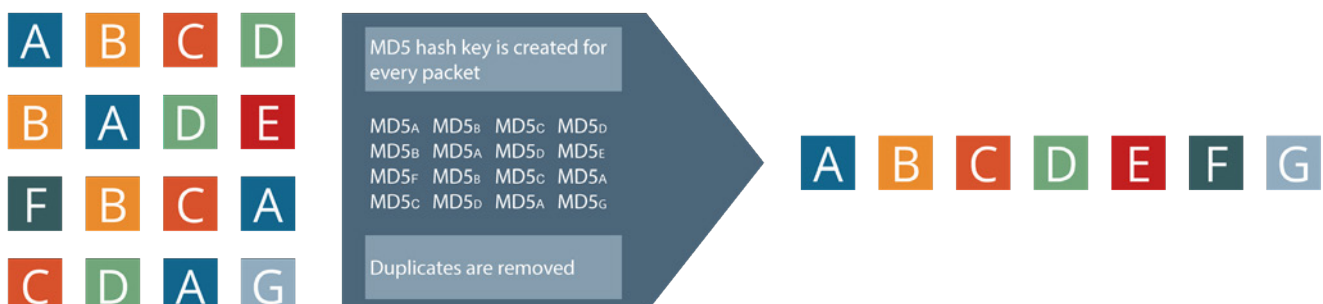 A B C D
B A D E
F B C A
C D A G
MD5 hash key is created for
every packet
MD5A MD5B MD5C MD5D
MD5B MD5A MD5D MD5E
MD5F MD5B MD5C MD5A
MD5C MD5D MD5A MD5G
Duplicates are removed
A B C D E F G